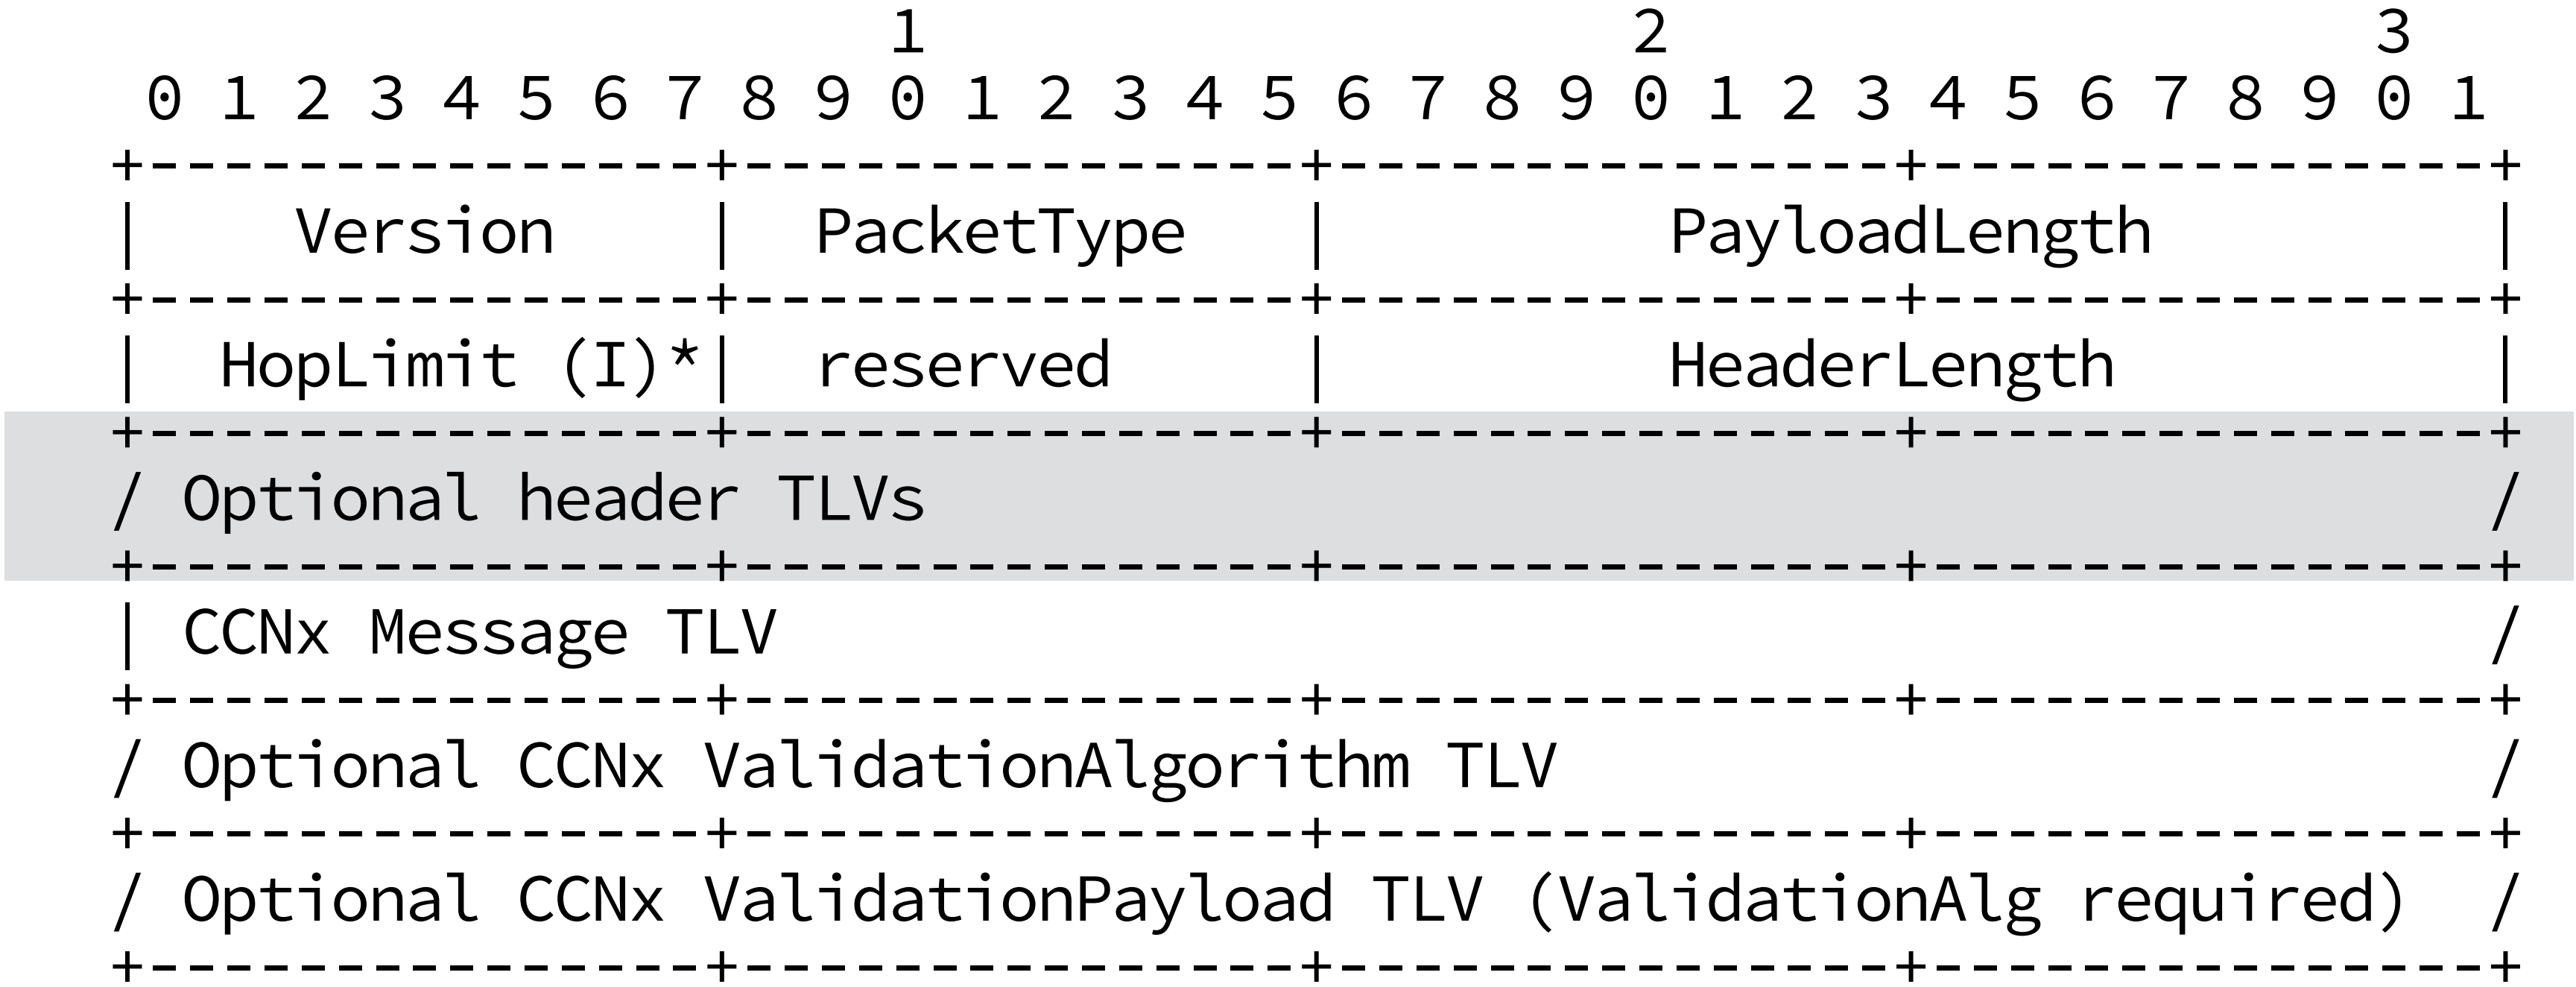 1                   2                   3
 0 1 2 3 4 5 6 7 8 9 0 1 2 3 4 5 6 7 8 9 0 1 2 3 4 5 6 7 8 9 0 1
+---------------+---------------+---------------+---------------+
|    Version    |  PacketType   |         PayloadLength         |
+---------------+---------------+---------------+---------------+
|  HopLimit (I)*|  reserved     |         HeaderLength          |
+---------------+---------------+---------------+---------------+
/ Optional header TLVs                                          /
+---------------+---------------+---------------+---------------+
| CCNx Message TLV                                              /
+---------------+---------------+---------------+---------------+
/ Optional CCNx ValidationAlgorithm TLV                         /
+---------------+---------------+---------------+---------------+
/ Optional CCNx ValidationPayload TLV (ValidationAlg required)  /
+---------------+---------------+---------------+---------------+